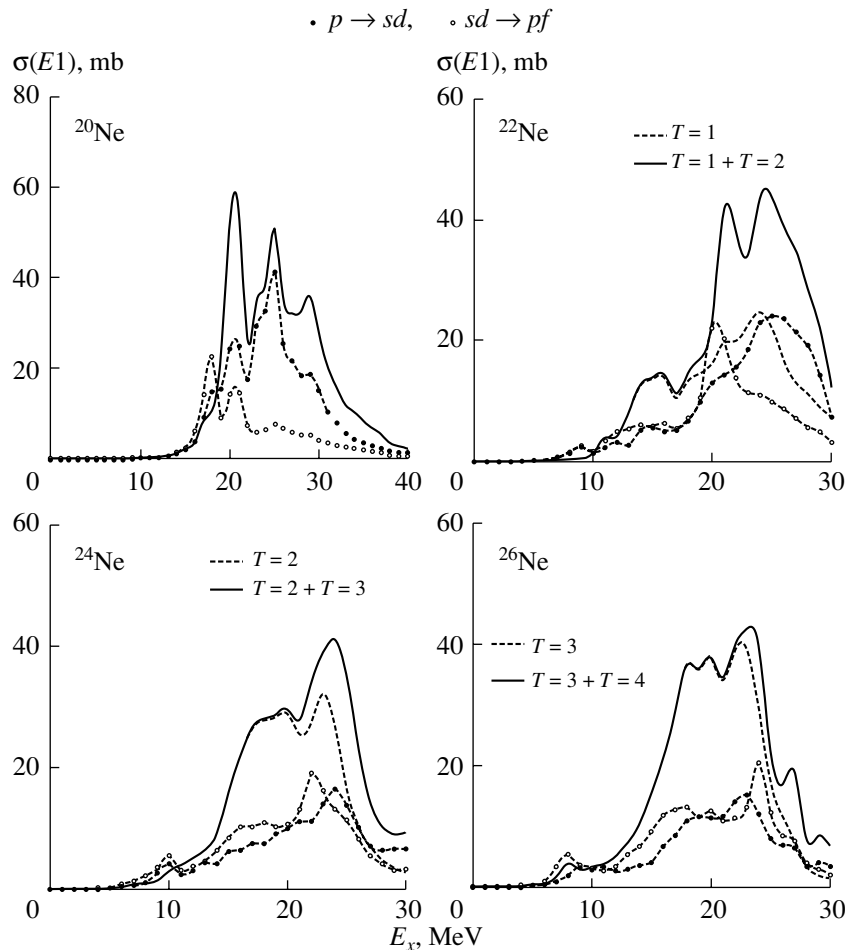 • p → sd, ∘ sd → pf
σ(E1), mb
80
60
40
20
0
10
20
30
40
²⁰Ne
σ(E1), mb
60
40
20
0
10
20
30
²²Ne
T = 1
T = 1 + T = 2
60
40
20
0
10
20
30
²⁴Ne
T = 2
T = 2 + T = 3
60
40
20
0
10
20
30
²⁶Ne
T = 3
T = 3 + T = 4
Eₓ, MeV